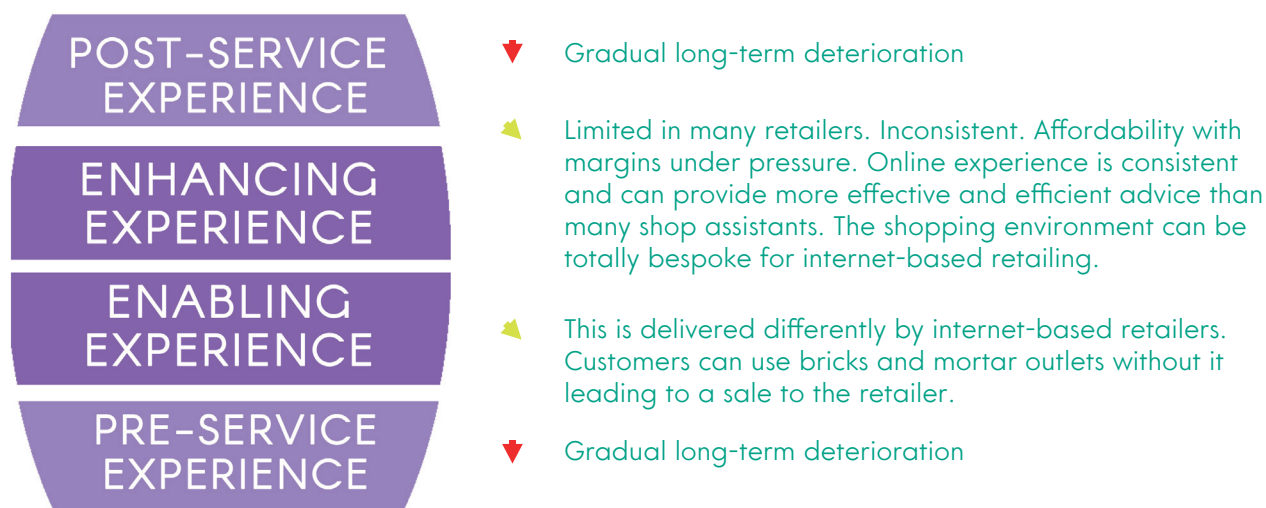 POST-SERVICE
EXPERIENCE
Gradual long-term deterioration
ENHANCING
EXPERIENCE
Limited in many retailers. Inconsistent. Affordability with
margins under pressure. Online experience is consistent
and can provide more effective and efficient advice than
many shop assistants. The shopping environment can be
totally bespoke for internet-based retailing.
ENABLING
EXPERIENCE
This is delivered differently by internet-based retailers.
Customers can use bricks and mortar outlets without it
leading to a sale to the retailer.
PRE-SERVICE
EXPERIENCE
Gradual long-term deterioration